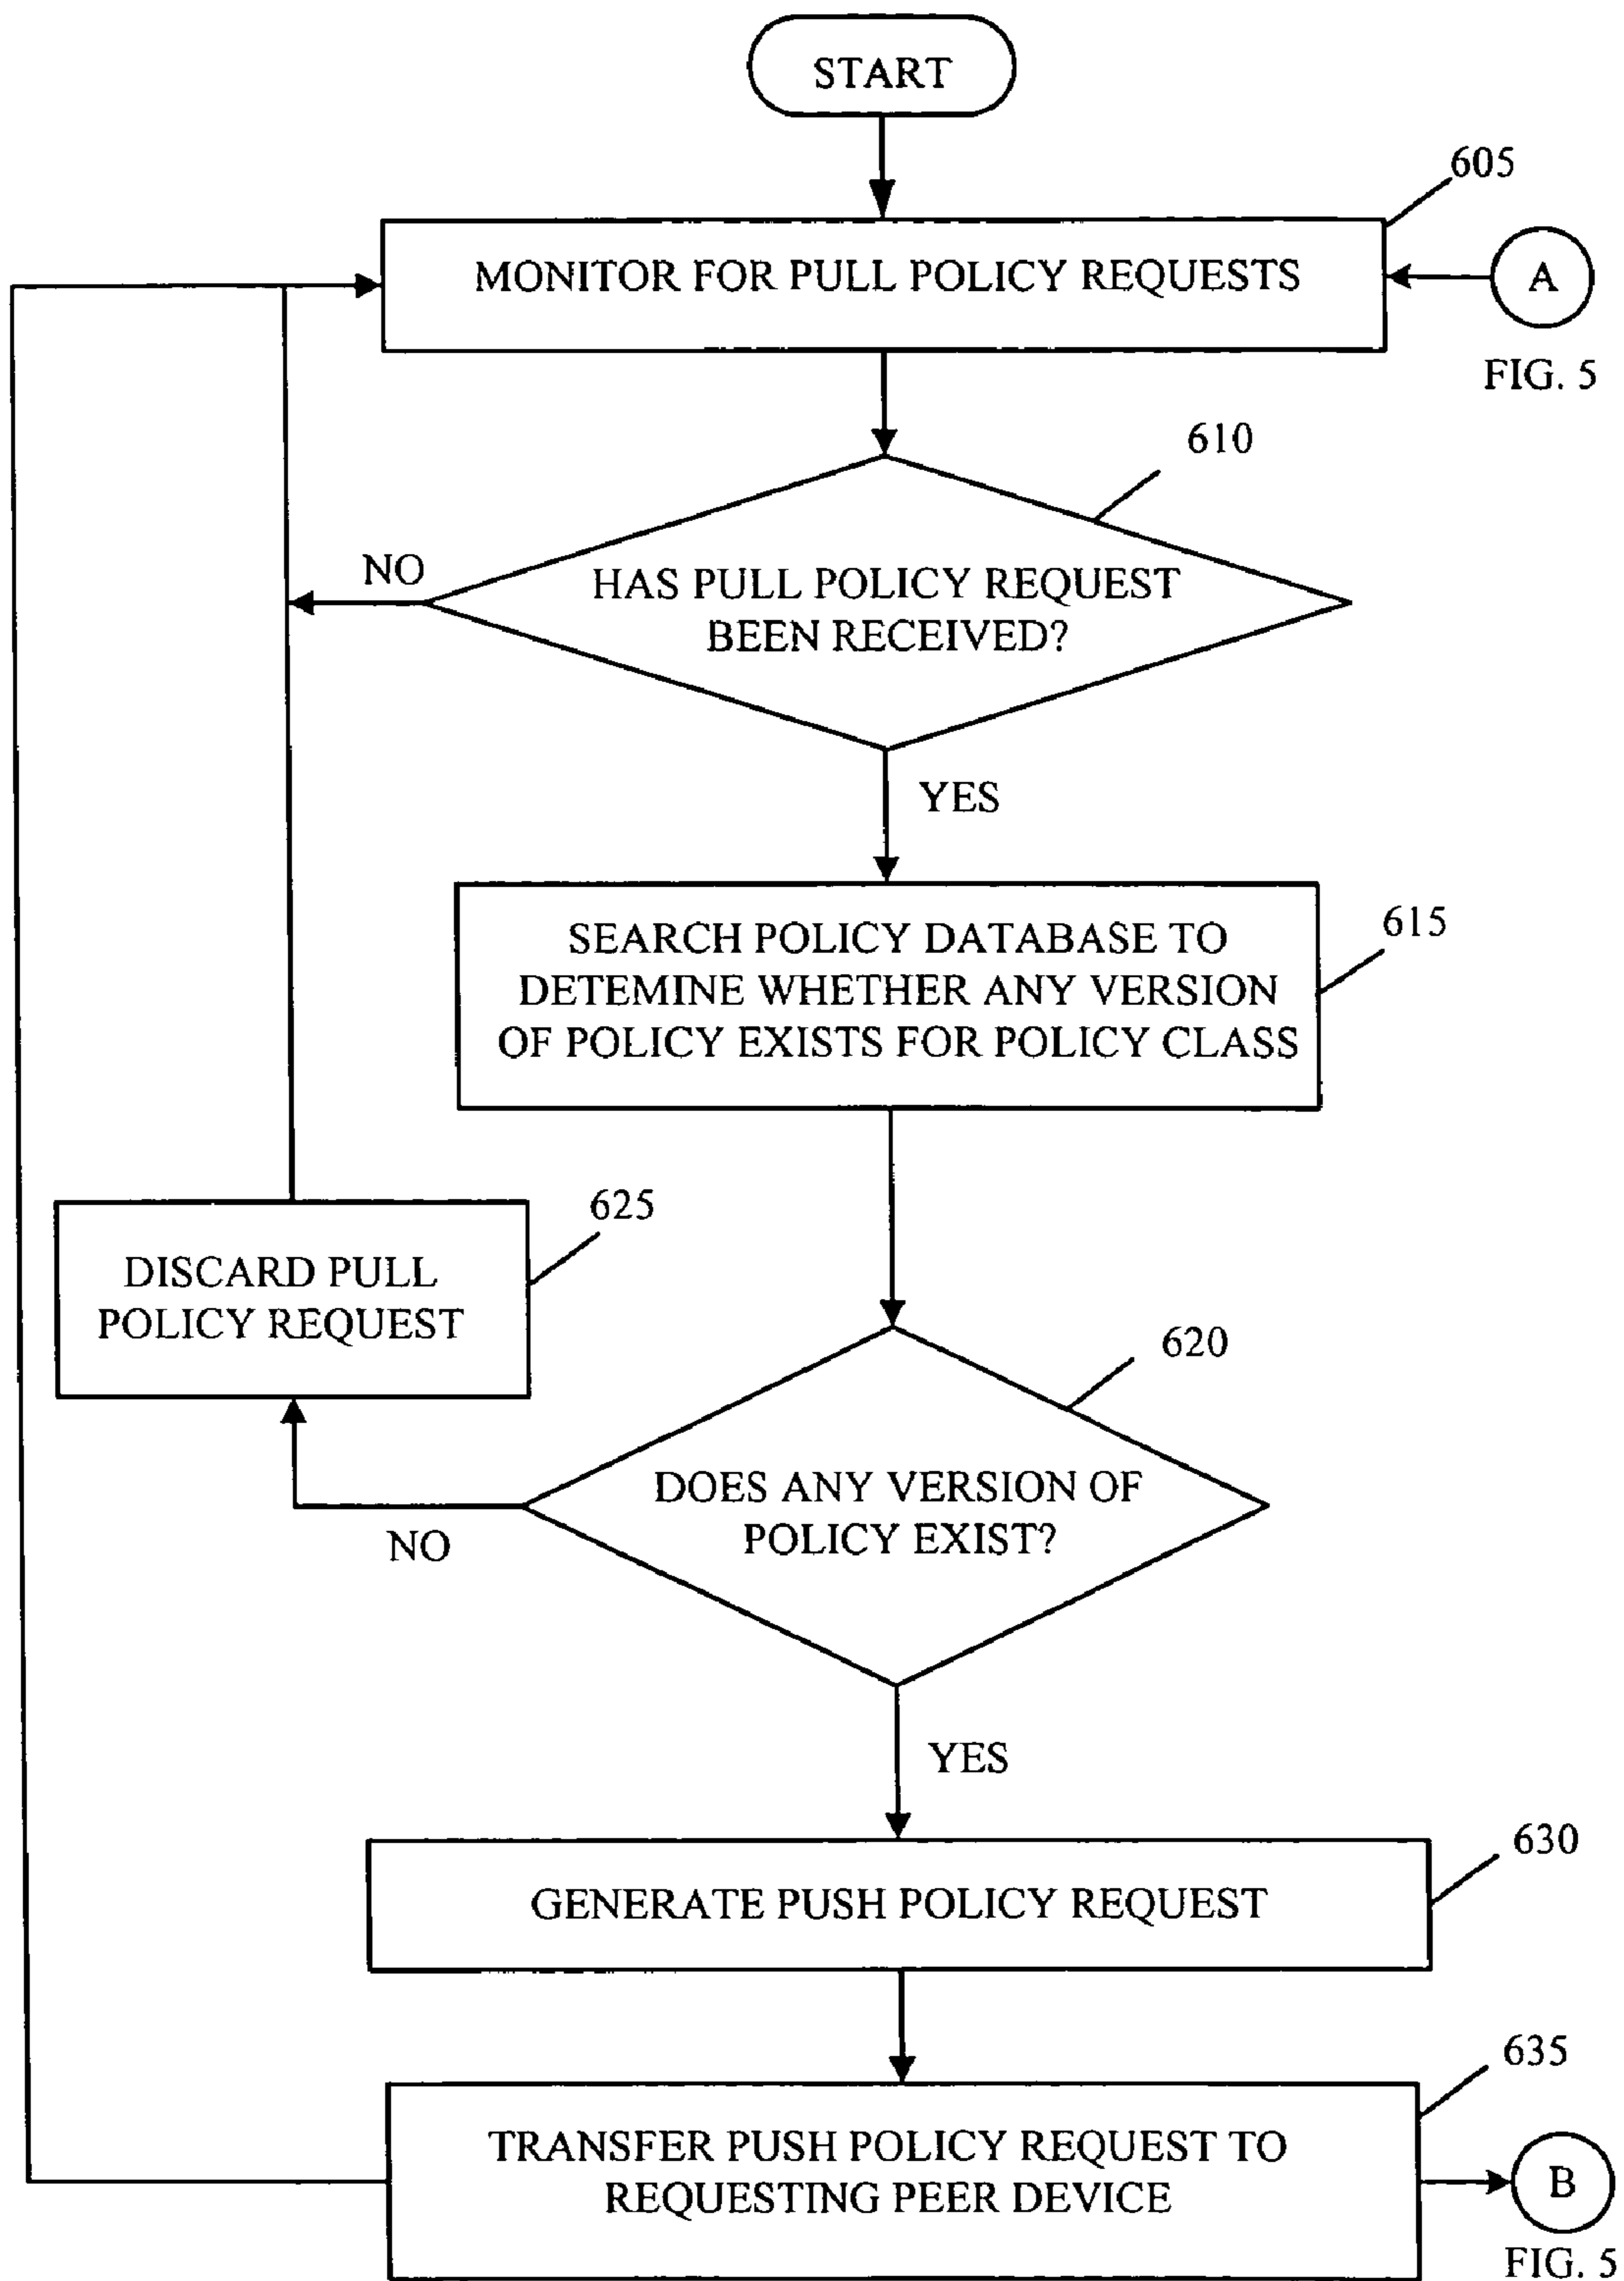 START
605
MONITOR FOR PULL POLICY REQUESTS
A
FIG. 5
610
NO
HAS PULL POLICY REQUEST
BEEN RECEIVED?
YES
615
SEARCH POLICY DATABASE TO
DETEMINE WHETHER ANY VERSION
OF POLICY EXISTS FOR POLICY CLASS
625
DISCARD PULL
POLICY REQUEST
620
DOES ANY VERSION OF
POLICY EXIST?
NO
YES
630
GENERATE PUSH POLICY REQUEST
635
TRANSFER PUSH POLICY REQUEST TO
REQUESTING PEER DEVICE
B
FIG. 5